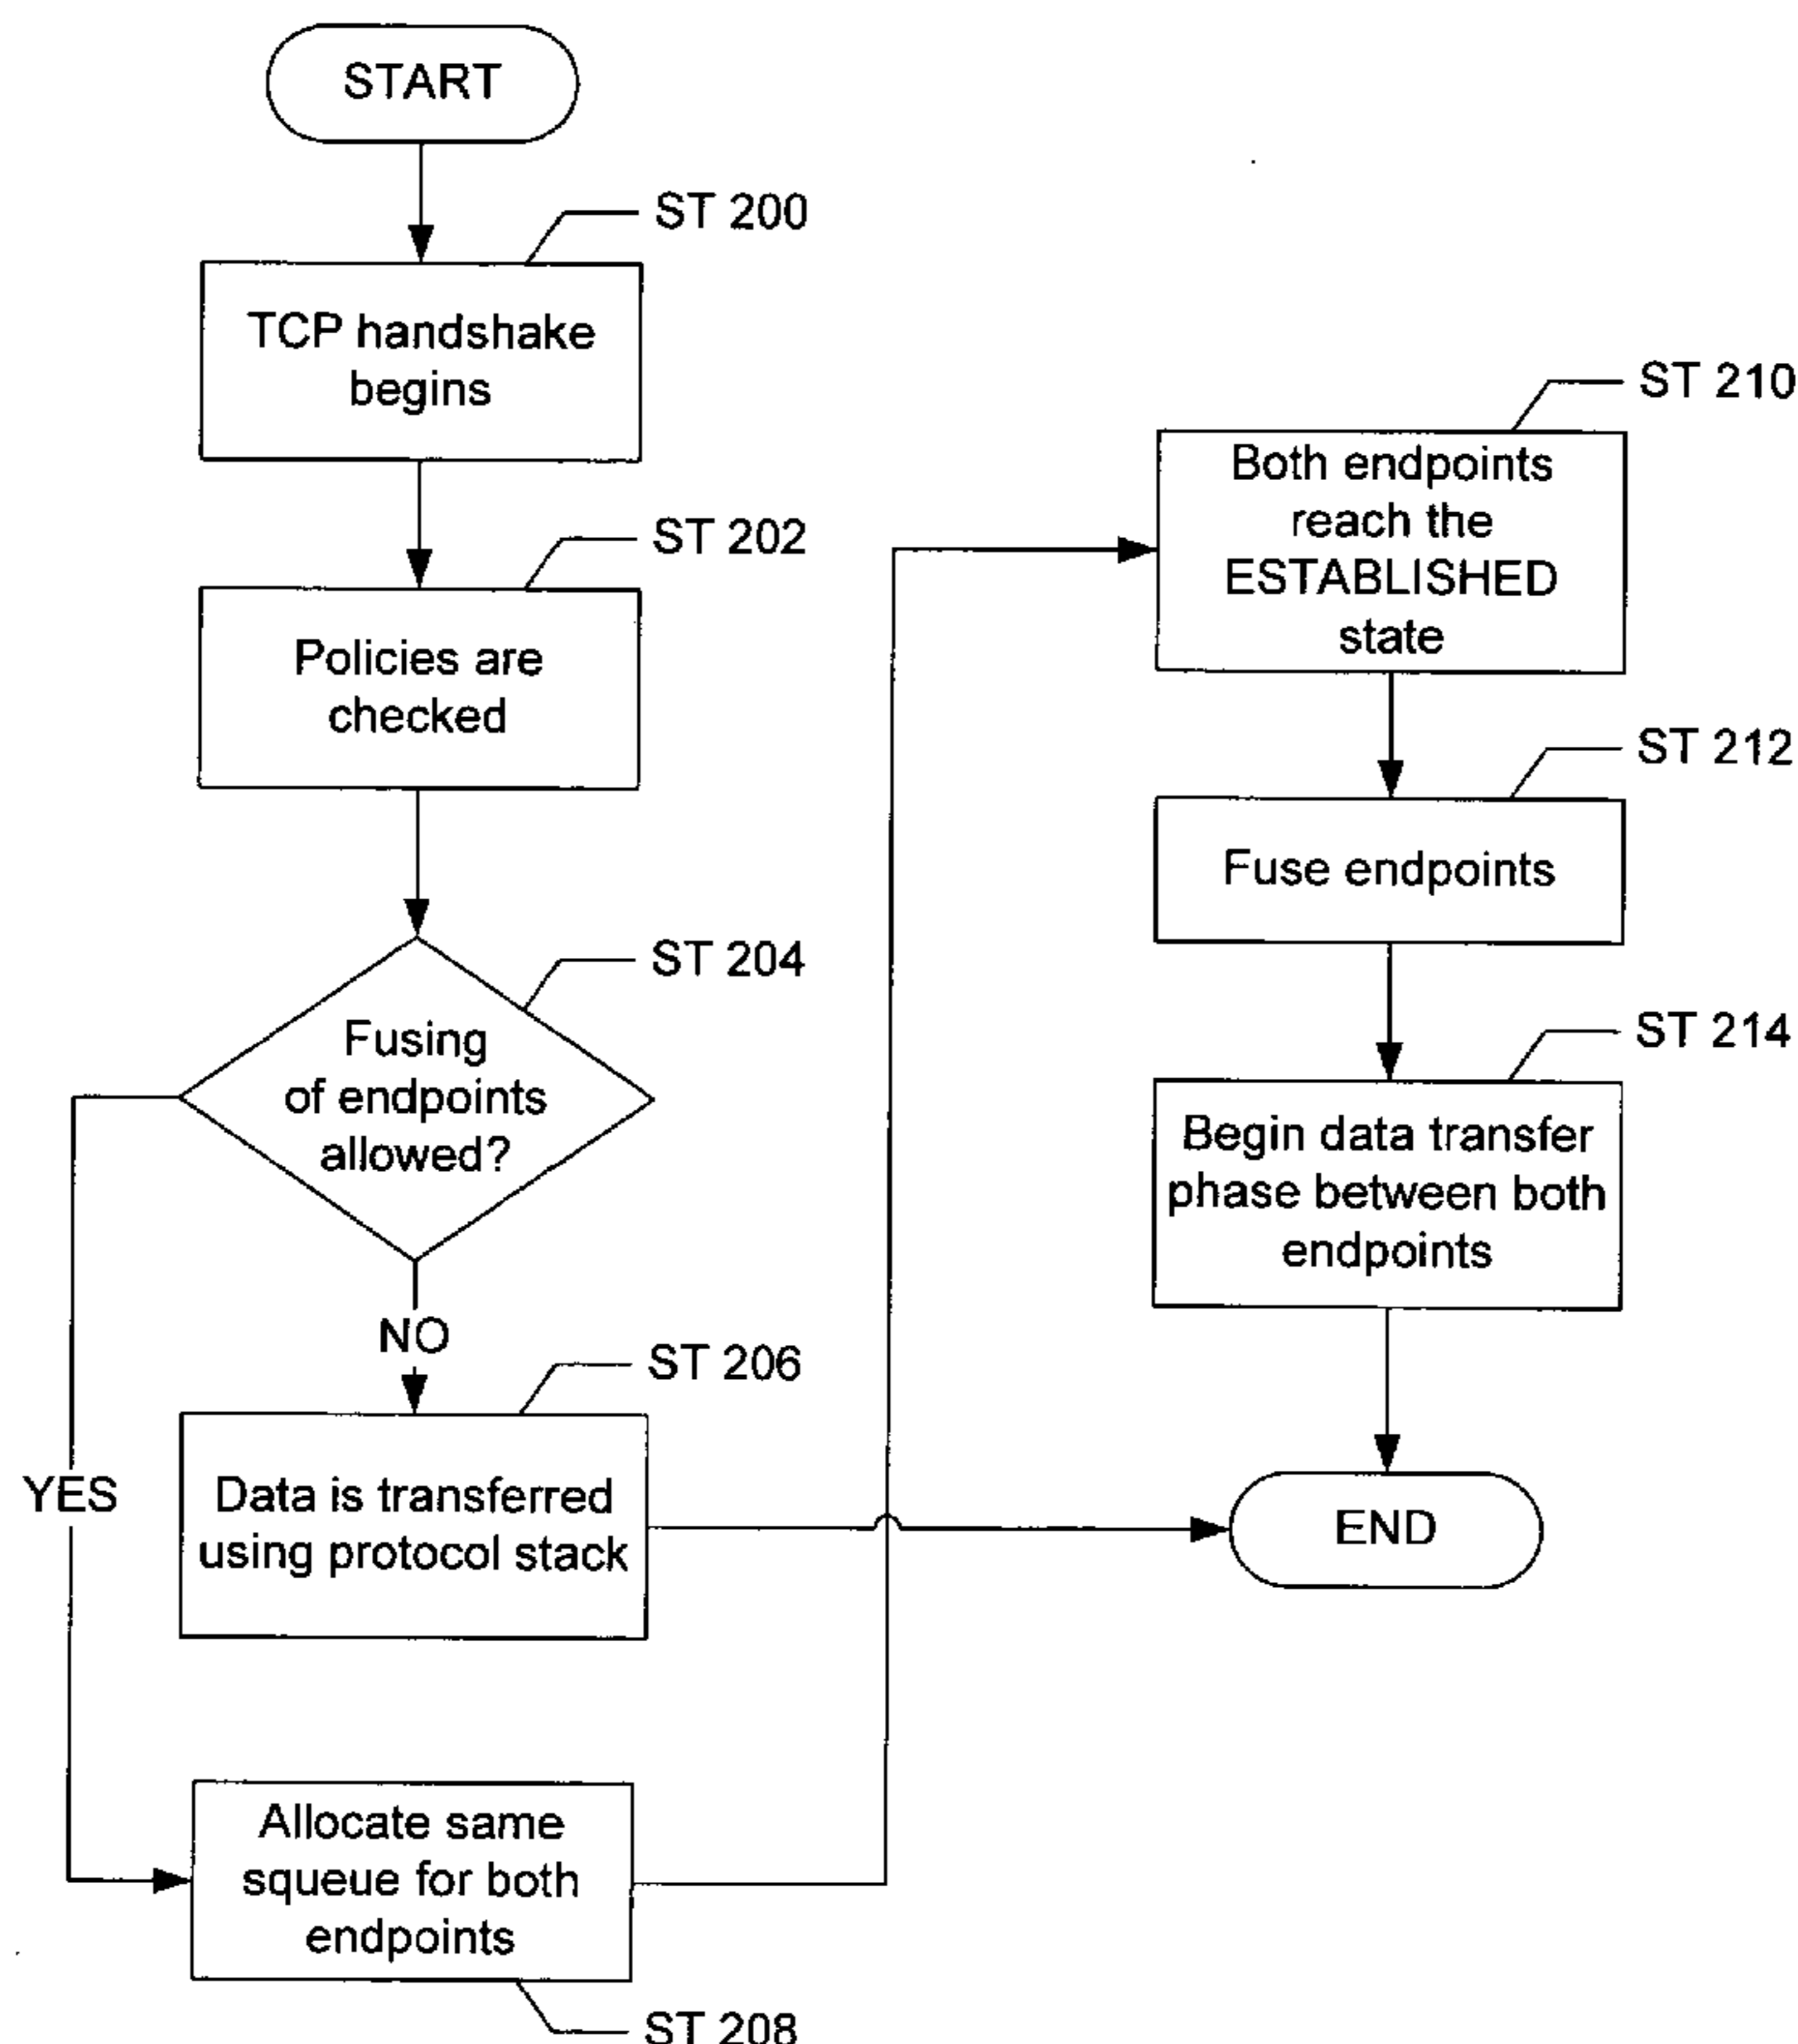 START
ST 200
TCP handshake
begins
ST 202
Policies are
checked
ST 204
Fusing
of endpoints
allowed?
NO
YES
ST 206
Data is transferred
using protocol stack
Allocate same
squeue for both
endpoints
ST 208
ST 210
Both endpoints
reach the
ESTABLISHED
state
ST 212
Fuse endpoints
ST 214
Begin data transfer
phase between both
endpoints
END